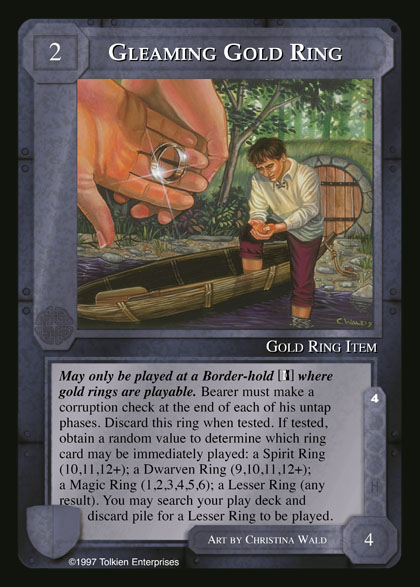 2
GLEAMING GOLD RING
C. WALD
GOLD RING ITEM
May only be played at a Border-hold [] where
gold rings are playable. Bearer must make a
corruption check at the end of each of his untap
phases. Discard this ring when tested. If tested,
obtain a random value to determine which ring
card may be immediately played: a Spirit Ring
(10,11,12+); a Dwarven Ring (9,10,11,12+);
a Magic Ring (1,2,3,4,5,6); a Lesser Ring (any
result). You may search your play deck and
discard pile for a Lesser Ring to be played.
4
ART BY CHRISTINA WALD
4
©1997 Tolkien Enterprises